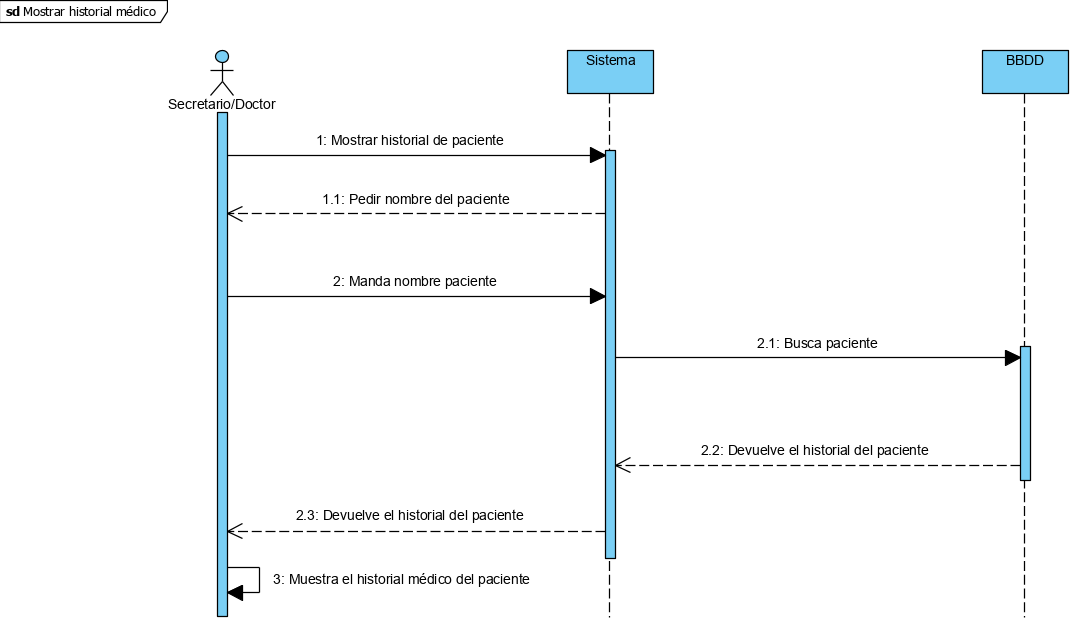 sd Mostrar historial médico
Secretario/Doctor
Sistema
BBDD
1: Mostrar historial de paciente
1.1: Pedir nombre del paciente
2: Manda nombre paciente
2.1: Busca paciente
2.2: Devuelve el historial del paciente
2.3: Devuelve el historial del paciente
3: Muestra el historial médico del paciente